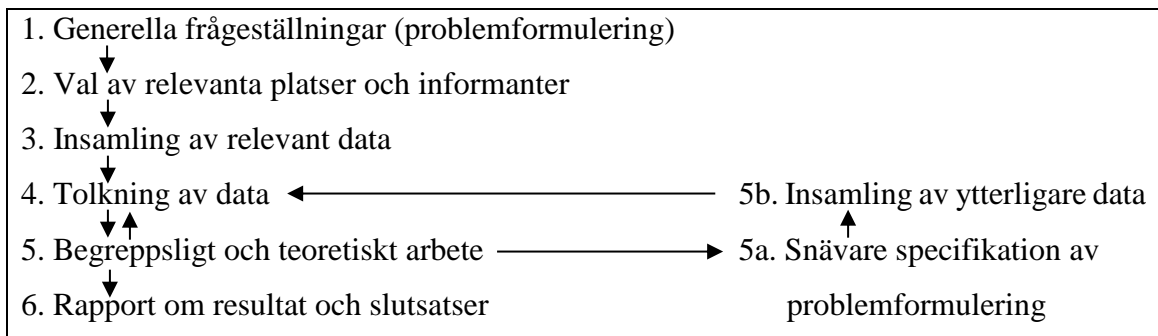 1. Generella frågeställningar (problemformulering)
2. Val av relevanta platser och informanter
3. Insamling av relevant data
4. Tolkning av data
5b. Insamling av ytterligare data
5. Begreppsligt och teoretiskt arbete
5a. Snävare specifikation av
problemformulering
6. Rapport om resultat och slutsatser